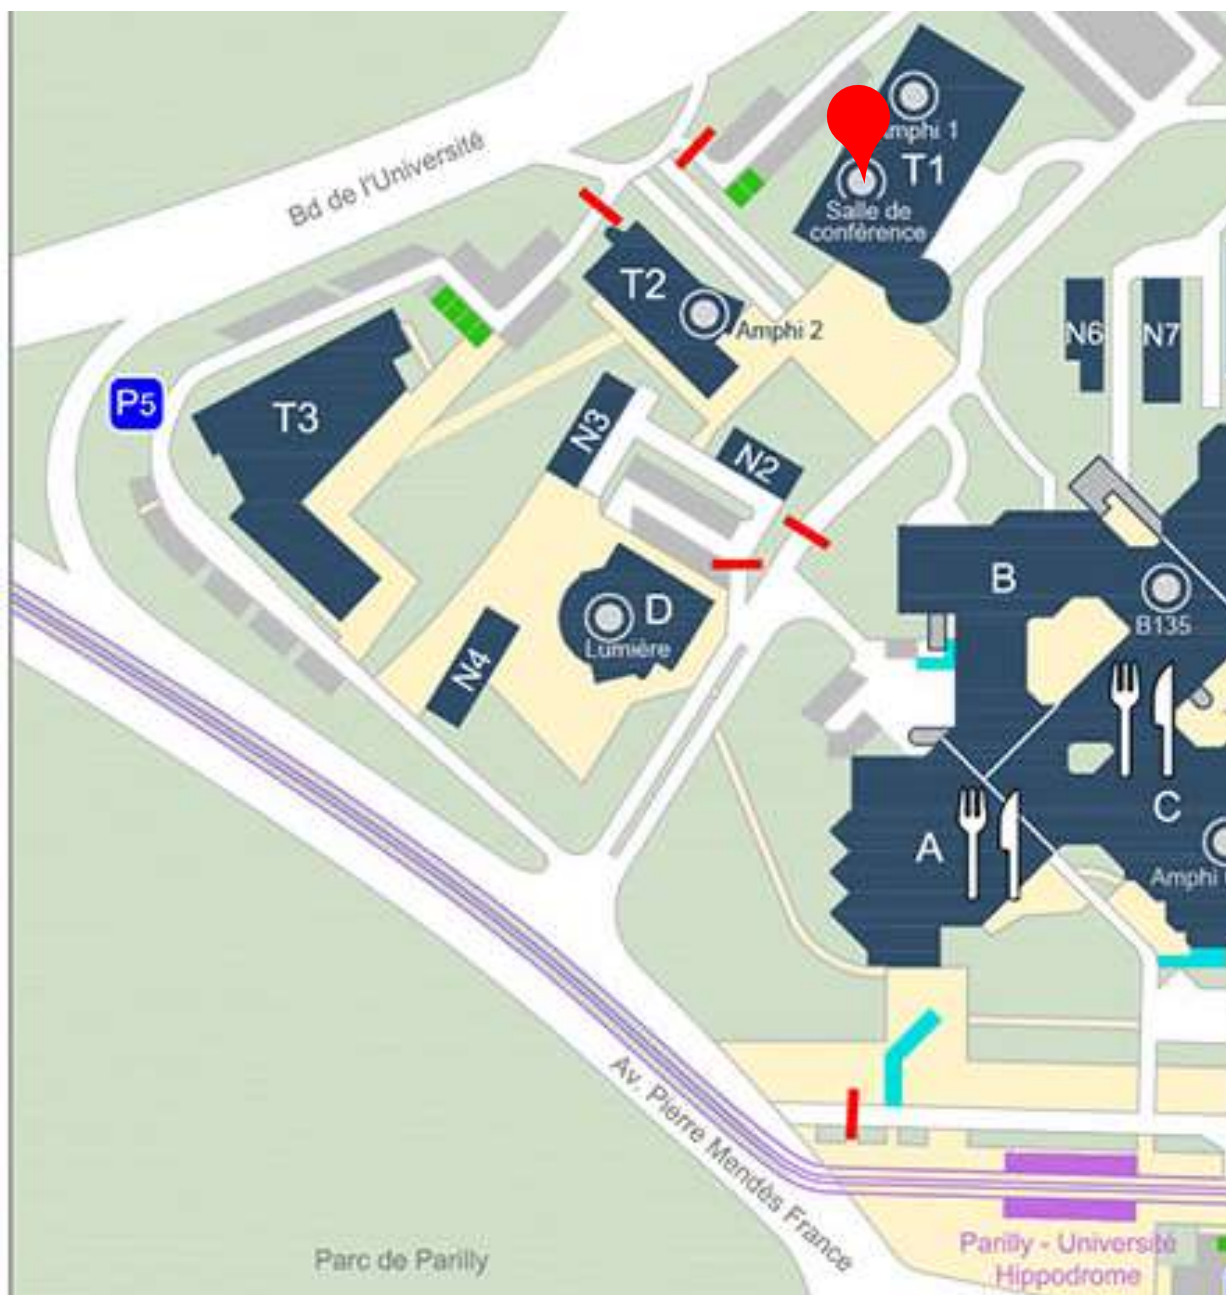 Amphi 1
T1
Salle de
conférence
Bd de l'Université
T2
Amphi 2
N6
N7
P5
T3
N3
N2
B
B135
D
Lumière
N4
C
A
Amphi
Av. Pierre Mendès France
Parc de Parilly
Parilly - Université
Hippodrome